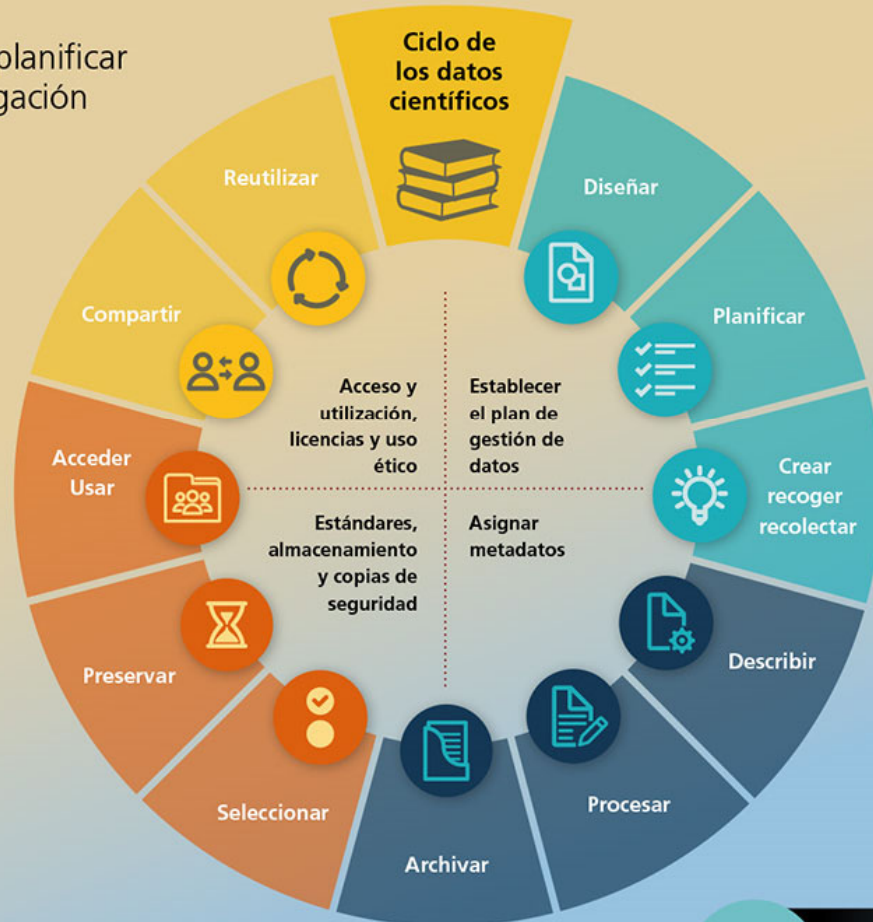 planificar
gación
Ciclo de
los datos
científicos
Diseñar
Planificar
Crear
recoger
recolectar
Describir
Procesar
Archivar
Seleccionar
Preservar
Acceder
Usar
Compartir
Reutilizar
Acceso y
utilización,
licencias y uso
ético
Establecer
el plan de
gestión de
datos
Estándares,
almacenamiento
y copias de
seguridad
Asignar
metadatos